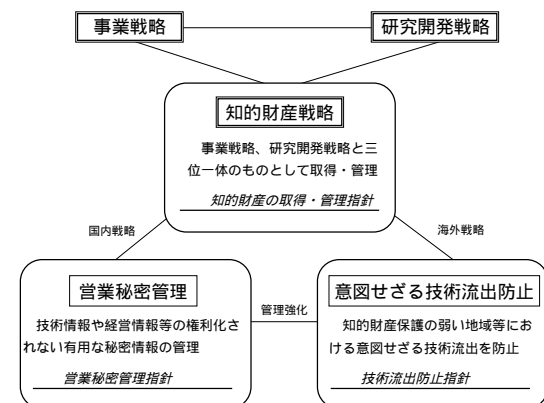 事業戦略
研究開発戦略
知的財産戦略
事業戦略、研究開発戦略と三
位一体のものとして取得・管理
知的財産の取得・管理指針
国内戦略
海外戦略
営業秘密管理
技術情報や経営情報等の権利化さ
れない有用な秘密情報の管理
営業秘密管理指針
管理強化
意図せざる技術流出防止
知的財産保護の弱い地域等にお
ける意図せざる技術流出を防止
技術流出防止指針